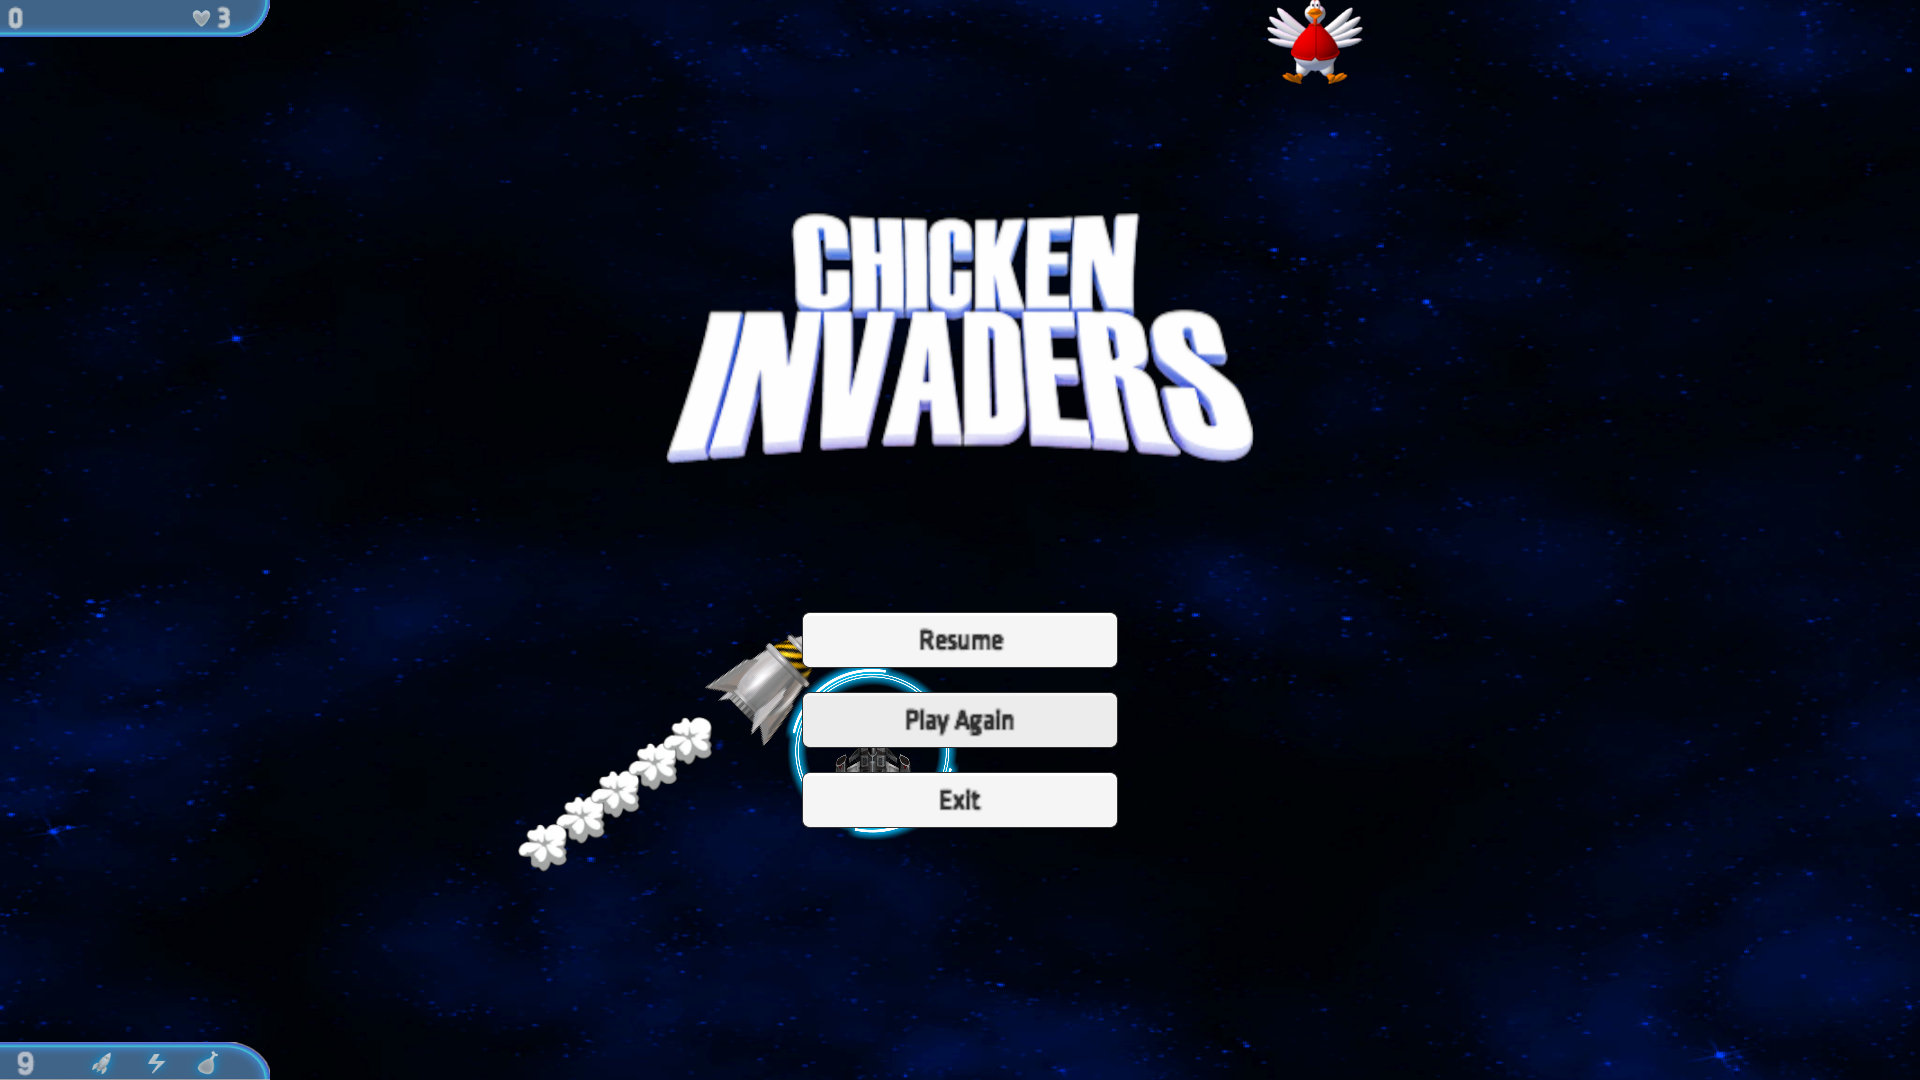 0 3
CHICKEN
INVADERS
Resume
Play Again
Exit
9